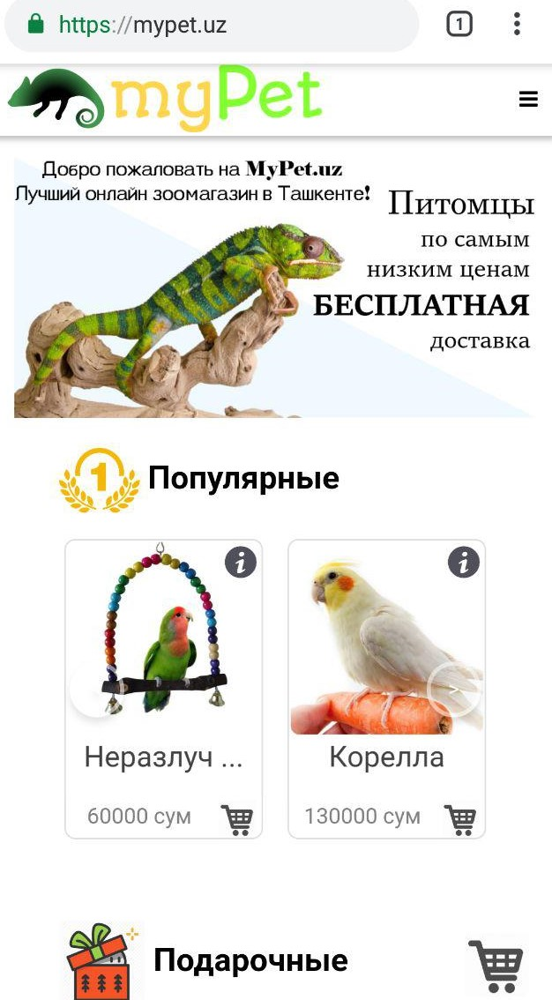 https://mypet.uz
1
myPet
Добро пожаловать на MyPet.uz
Лучший онлайн зоомагазин в Ташкенте!
Питомцы
по самым
низким ценам
БЕСПЛАТНАЯ
доставка
1
Популярные
i
i
Неразлуч ...
Корелла
60000 сум
130000 сум
Подарочные